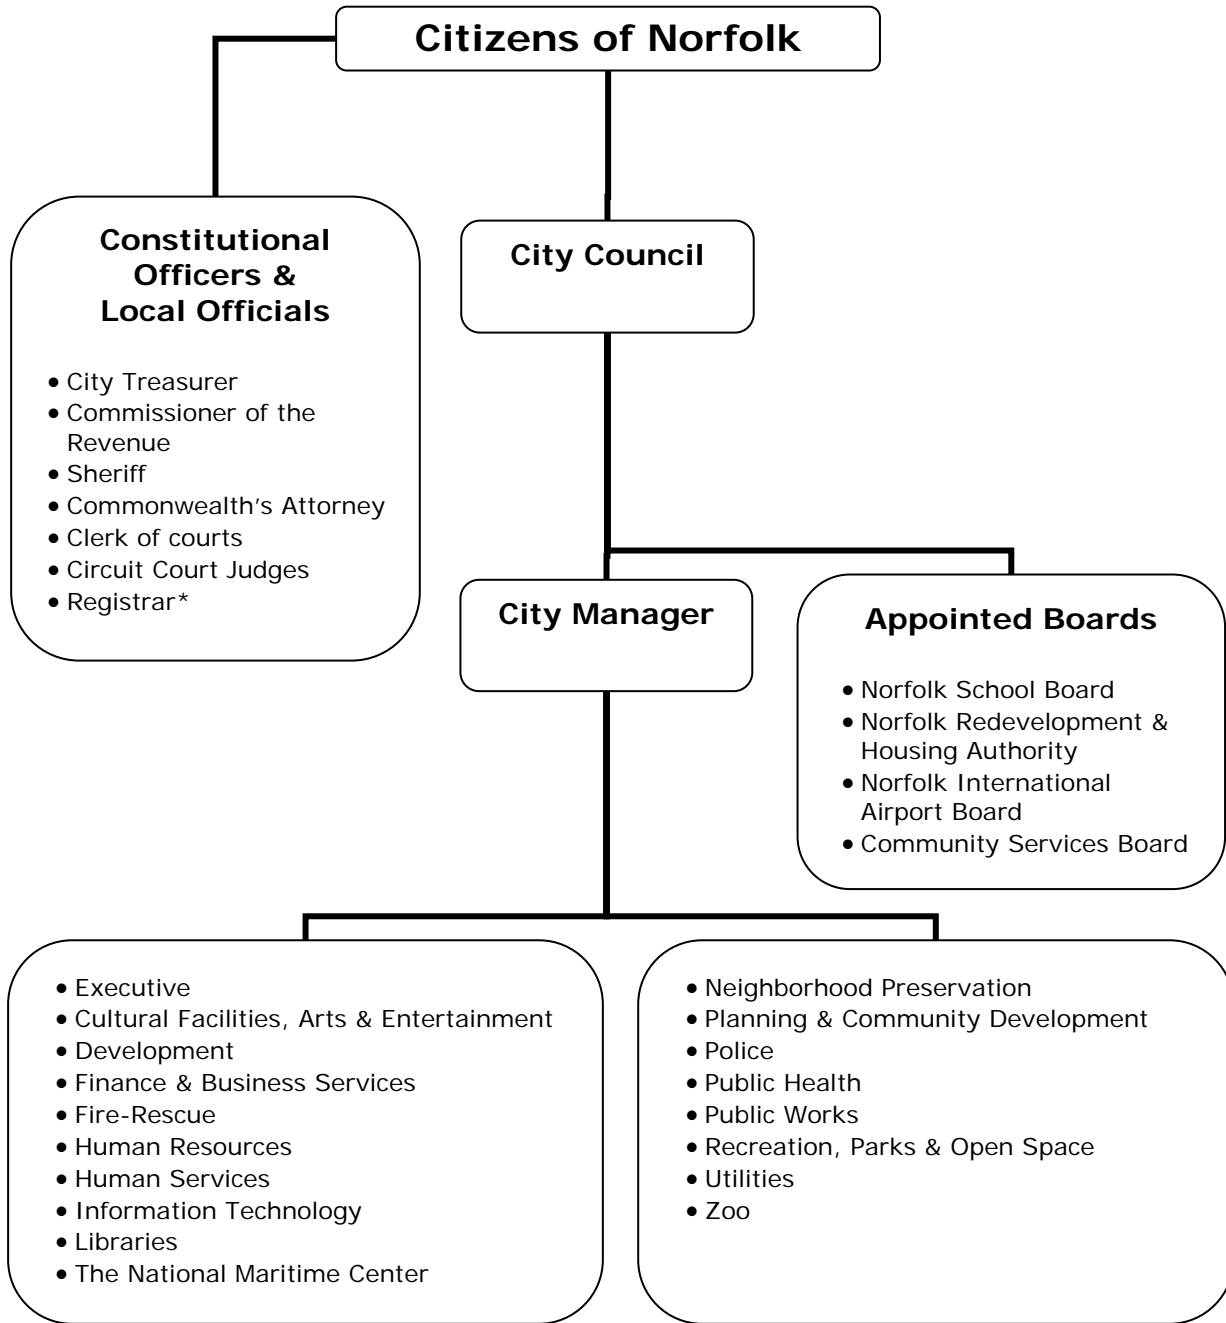 Citizens of Norfolk
Constitutional
Officers &
Local Officials
• City Treasurer
• Commissioner of the
Revenue
• Sheriff
• Commonwealth's Attorney
• Clerk of courts
• Circuit Court Judges
• Registrar*
City Council
City Manager
Appointed Boards
• Norfolk School Board
• Norfolk Redevelopment &
Housing Authority
• Norfolk International
Airport Board
• Community Services Board
• Executive
• Cultural Facilities, Arts & Entertainment
• Development
• Finance & Business Services
• Fire-Rescue
• Human Resources
• Human Services
• Information Technology
• Libraries
• The National Maritime Center
• Neighborhood Preservation
• Planning & Community Development
• Police
• Public Health
• Public Works
• Recreation, Parks & Open Space
• Utilities
• Zoo